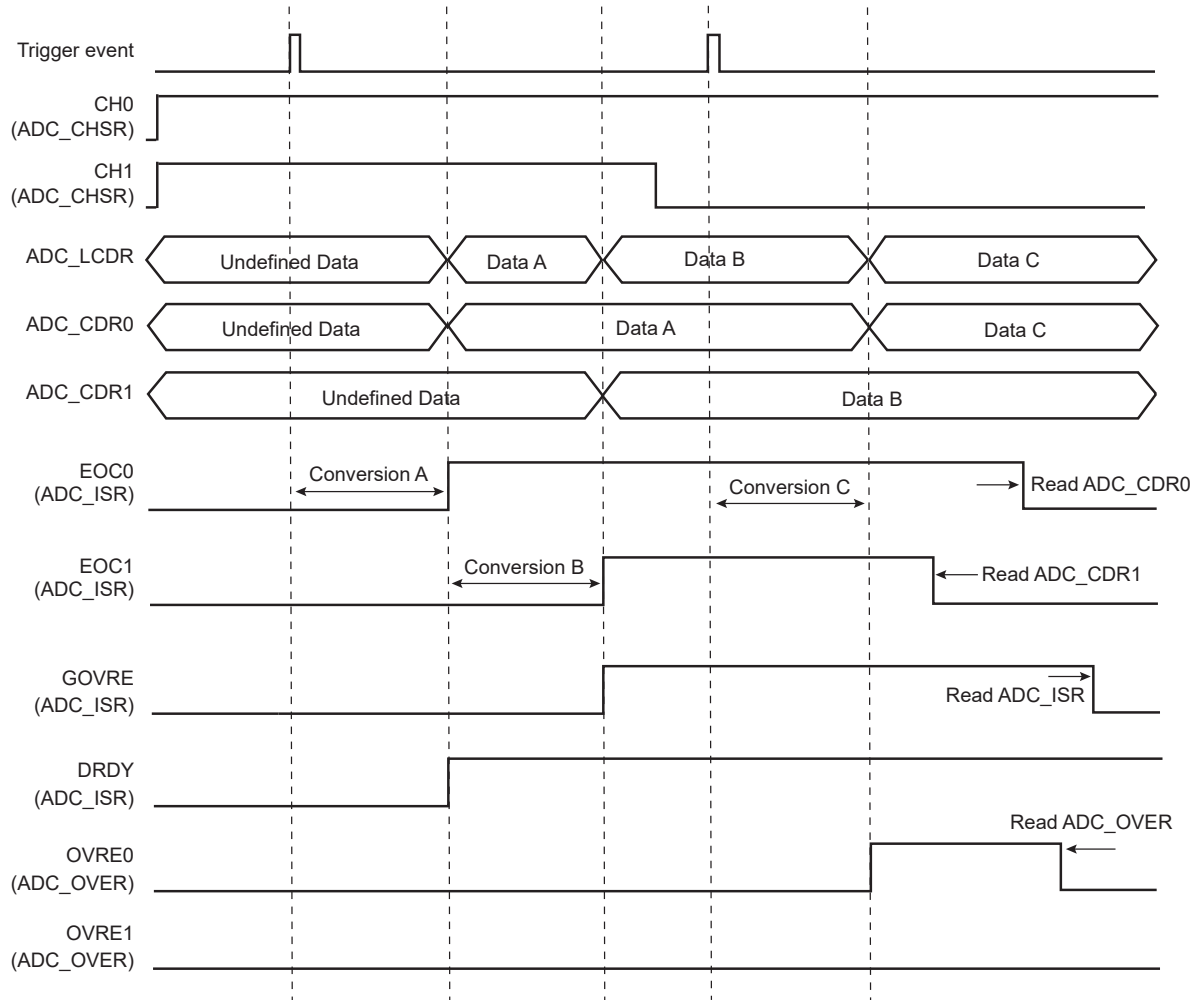 Trigger event
CH0
(ADC_CHSR)
CH1
(ADC_CHSR)
ADC_LCDR
Undefined Data
Data A
Data B
Data C
ADC_CDR0
Undefined Data
Data A
Data C
ADC_CDR1
Undefined Data
Data B
EOC0
(ADC_ISR)
Conversion A
Conversion C
Read ADC_CDR0
EOC1
(ADC_ISR)
Conversion B
Read ADC_CDR1
GOVRE
(ADC_ISR)
Read ADC_ISR
DRDY
(ADC_ISR)
Read ADC_OVER
OVRE0
(ADC_OVER)
OVRE1
(ADC_OVER)